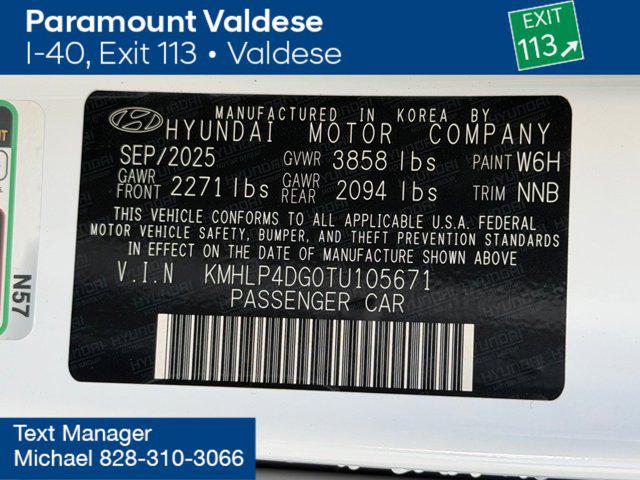 Paramount Valdese
I-40, Exit 113 • Valdese
EXIT
113
MANUFACTURED IN KOREA BY
HYUNDAI MOTOR COMPANY
SEP/2025 GVWR 3858 lbs PAINT W6H
GAWR FRONT 2271 lbs GAWR REAR 2094 lbs TRIM NNB
THIS VEHICLE CONFORMS TO ALL APPLICABLE U.S.A. FEDERAL
MOTOR VEHICLE SAFETY, BUMPER, AND THEFT PREVENTION STANDARDS
IN EFFECT ON THE DATE OF MANUFACTURE SHOWN ABOVE
V.I.N KMHLP4DG0TU105671
PASSENGER CAR
N57
Text Manager
Michael 828-310-3066